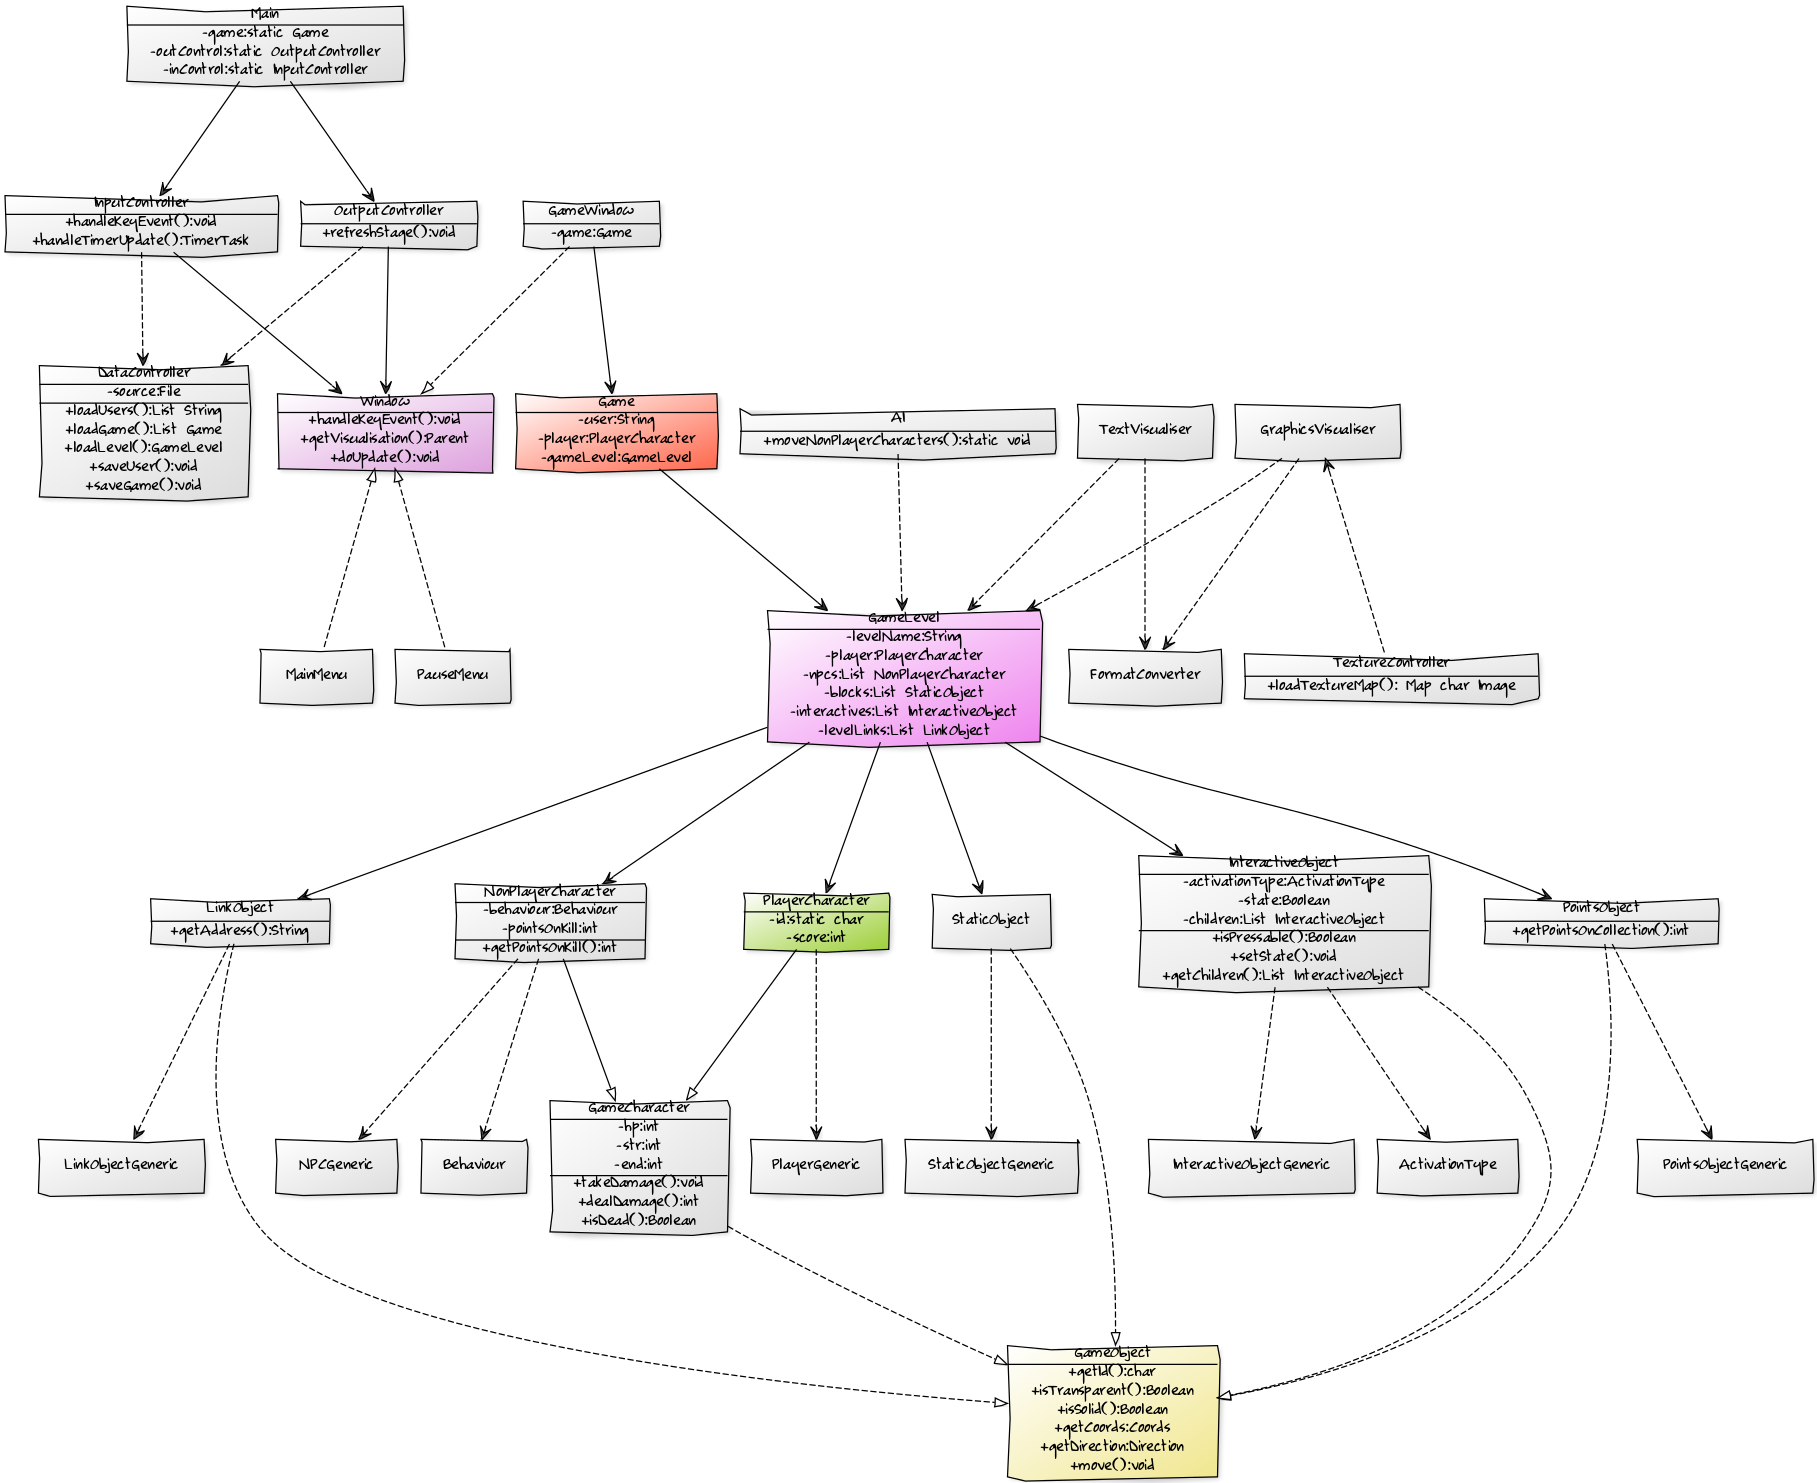 Main
-game:static Game
-outControl:static OutputController
-inControl:static InputController
InputController
+handleKeyEvent():void
+handleTimerUpdate():TimerTask
OutputController
+refreshStage():void
GameWindow
-game:Game
DataController
-source:File
+loadUsers():List String
+loadGame():List Game
+loadLevel():GameLevel
+saveUser():void
+saveGame():void
Window
+handleKeyEvent():void
+getVisualisation():Parent
+doUpdate():void
Game
-user:String
-player:PlayerCharacter
-gameLevel:GameLevel
AI
+moveNonPlayerCharacters():static void
TextVisualiser
GraphicsVisualiser
MainMenu
PauseMenu
GameLevel
-levelName:String
-player:PlayerCharacter
-npcs:List NonPlayerCharacter
-blocks:List StaticObject
-interactives:List InteractiveObject
-levelLinks:List LinkObject
FormatConverter
TextureController
+loadTextureMap(): Map char Image
LinkObject
+getAddress():String
NonPlayerCharacter
-behaviour:Behaviour
-pointsOnKill:int
+getPointsOnKill():int
PlayerCharacter
-id:static char
-score:int
StaticObject
InteractiveObject
-activationType:ActivationType
-state:Boolean
-children:List InteractiveObject
+isPressable():Boolean
+setState():void
+getChildren():List InteractiveObject
PointsObject
+getPointsOnCollection():int
LinkObjectGeneric
NPCGeneric
Behaviour
GameCharacter
-hp:int
-str:int
-end:int
+takeDamage():void
+dealDamage():int
+isDead():Boolean
PlayerGeneric
StaticObjectGeneric
InteractiveObjectGeneric
ActivationType
PointsObjectGeneric
GameObject
+getId():char
+isTransparent():Boolean
+isSolid():Boolean
+getCoords:Coords
+getDirection:Direction
+move():void